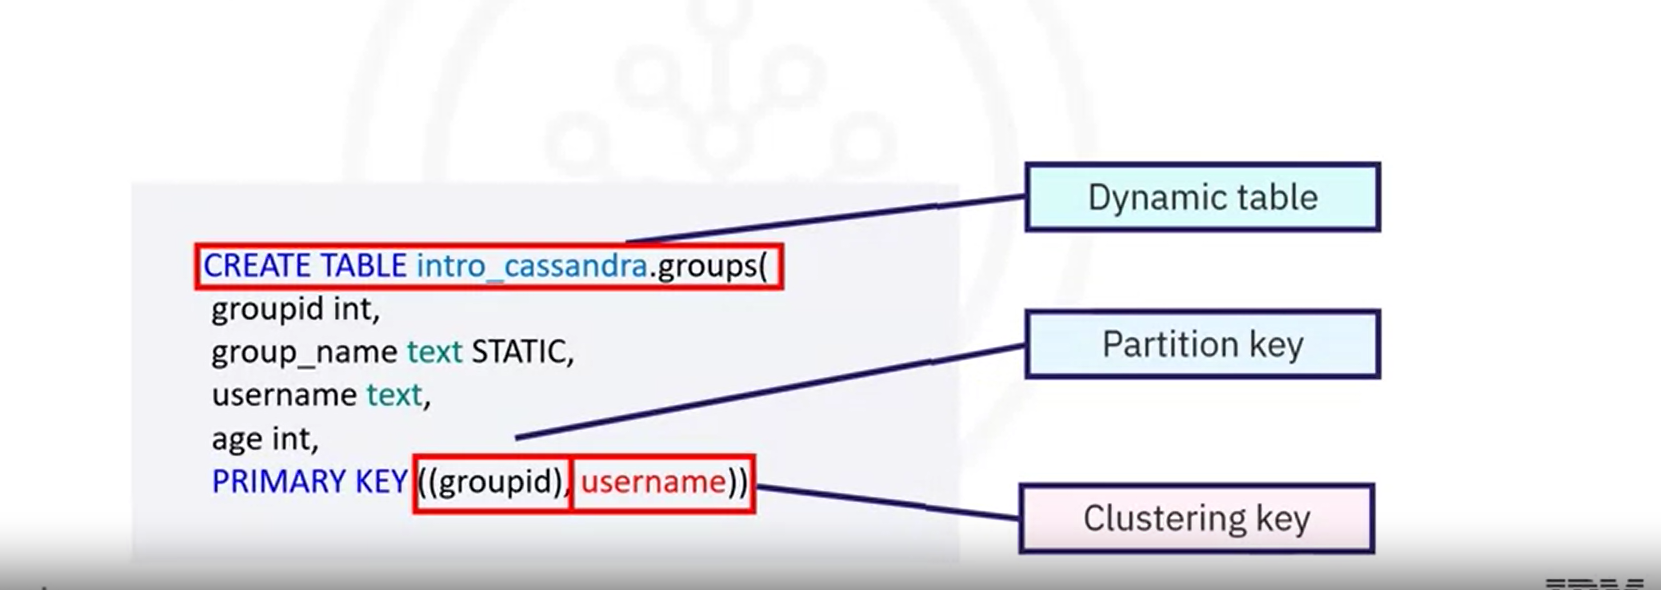 Dynamic table
CREATE TABLE intro_cassandra.groups(
groupid int,
group_name text STATIC,
username text,
age int,
PRIMARY KEY ((groupid), username))
Partition key
Clustering key